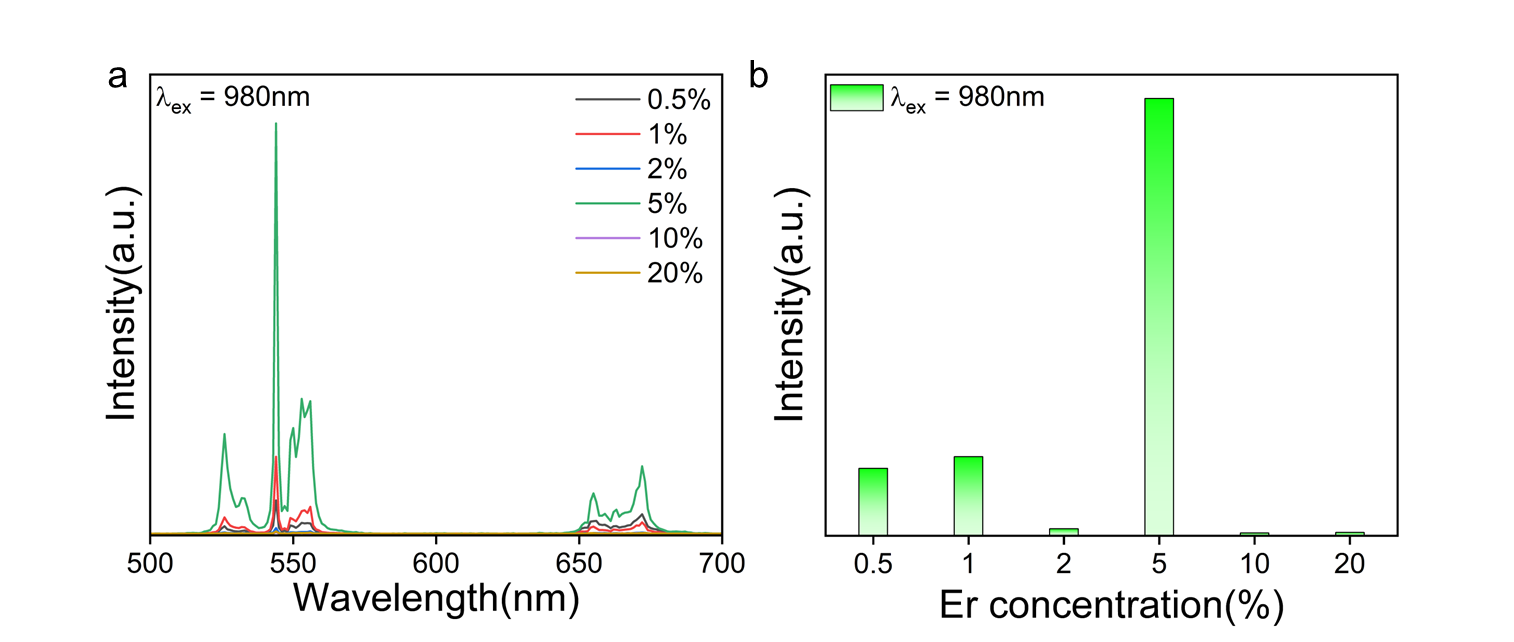 a
λex = 980nm
0.5%
1%
2%
5%
10%
20%
Intensity(a.u.)
500 550 600 650 700
Wavelength(nm)
b
λex = 980nm
Intensity(a.u.)
0.5 1 2 5 10 20
Er concentration(%)